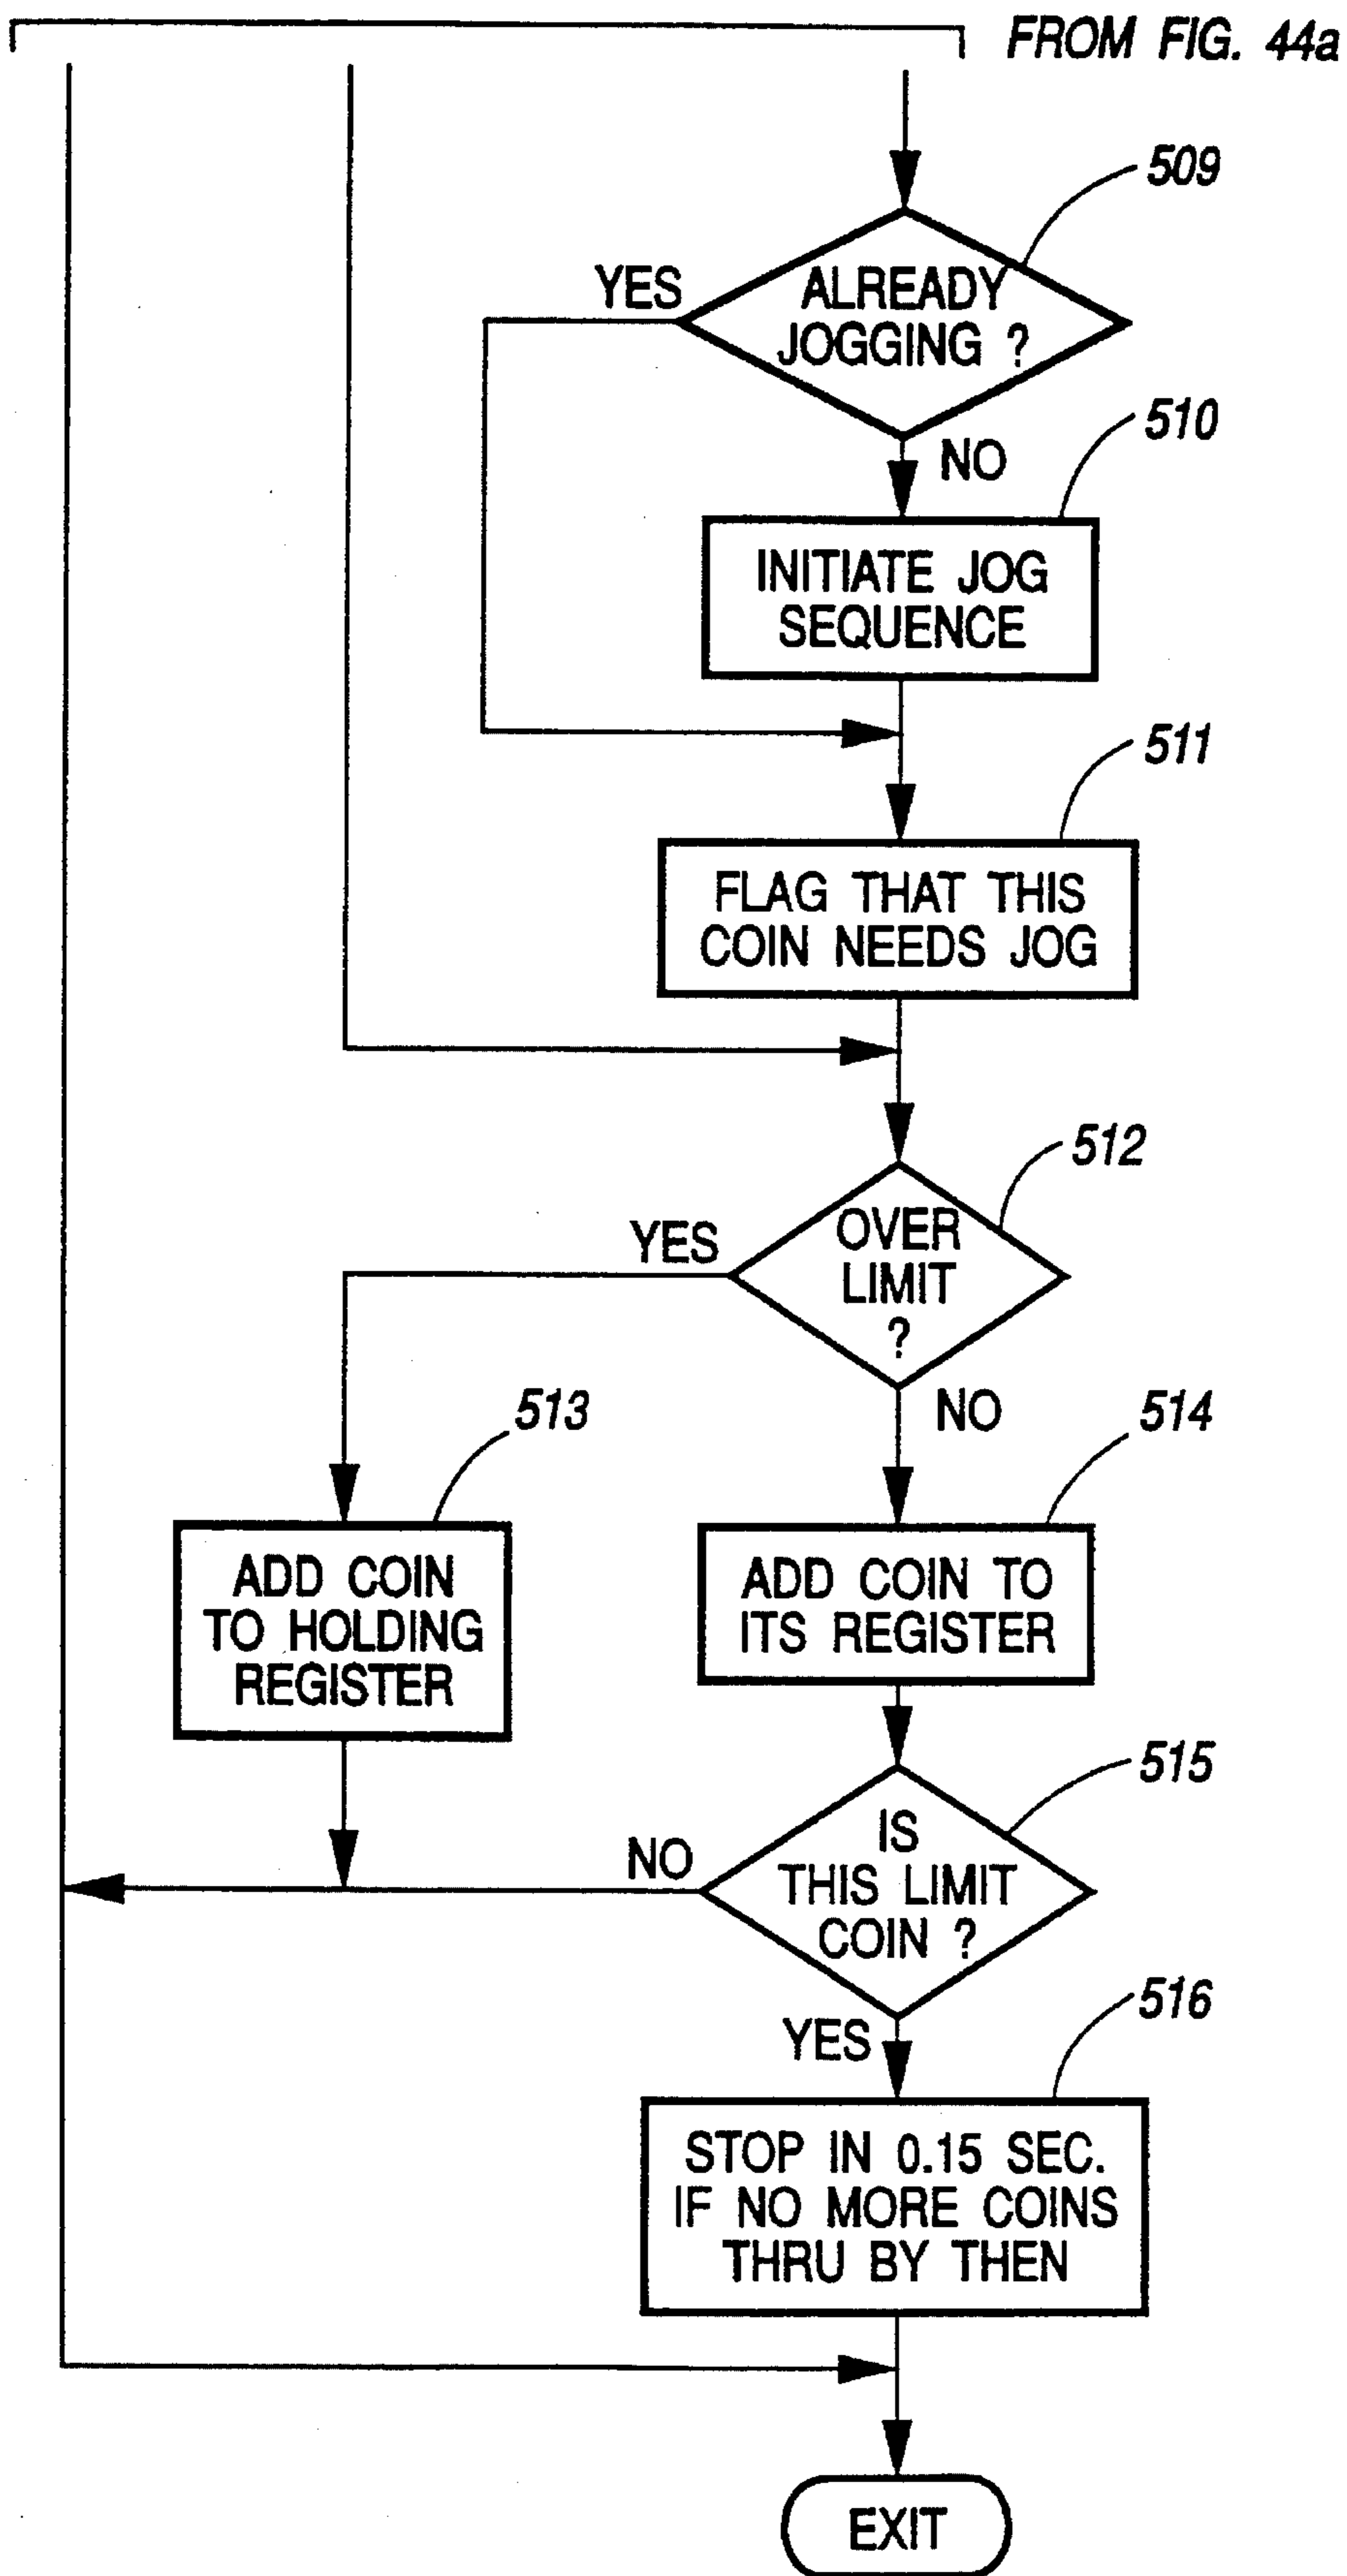 FROM FIG. 44a
509
YES
ALREADY
JOGGING ?
510
NO
INITIATE JOG
SEQUENCE
511
FLAG THAT THIS
COIN NEEDS JOG
512
YES
OVER
LIMIT
?
513
NO
514
ADD COIN
TO HOLDING
REGISTER
ADD COIN TO
ITS REGISTER
515
NO
IS
THIS LIMIT
COIN ?
516
YES
STOP IN 0.15 SEC.
IF NO MORE COINS
THRU BY THEN
EXIT